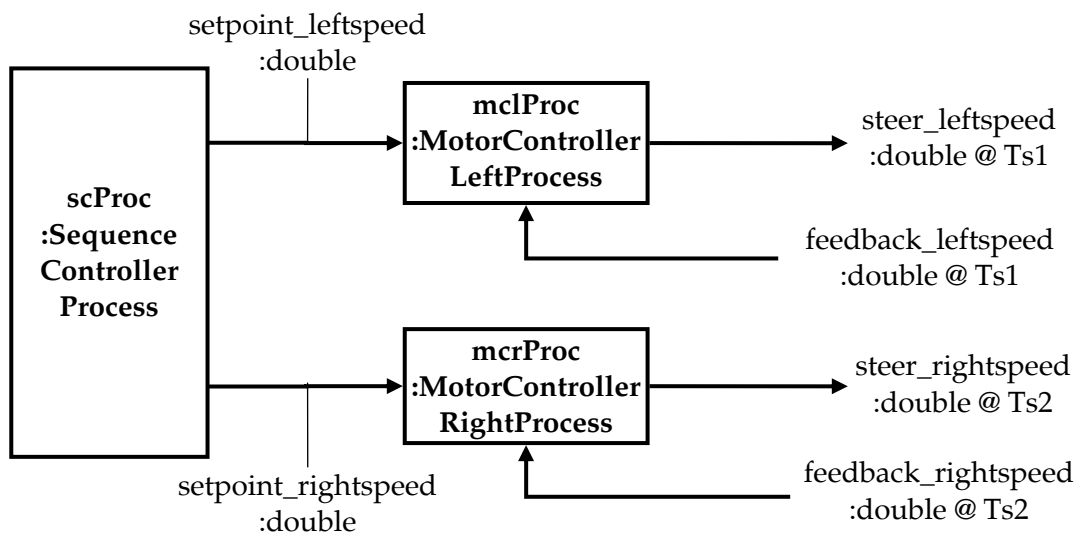 setpoint_leftspeed
:double
scProc
:Sequence
Controller
Process
mclProc
:MotorController
LeftProcess
steer_leftspeed
:double @ Ts1
feedback_leftspeed
:double @ Ts1
mcrProc
:MotorController
RightProcess
steer_rightspeed
:double @ Ts2
feedback_rightspeed
:double @ Ts2
setpoint_rightspeed
:double